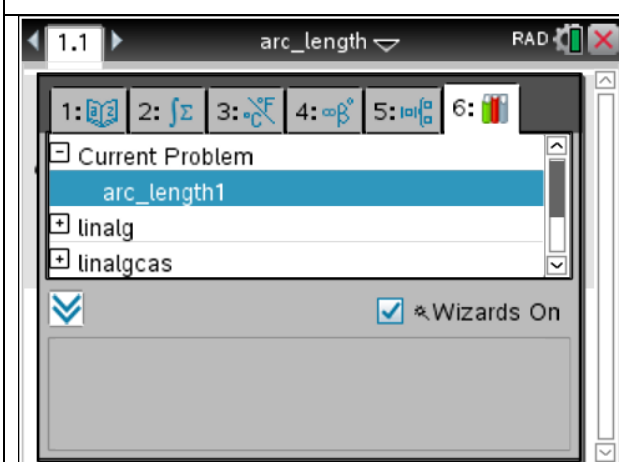 1.1 arc_length RAD
1: 2: ∫Σ 3: °C°F 4: ∞β° 5: 6:
Current Problem
arc_length1
linalg
linalgcas
Wizards On